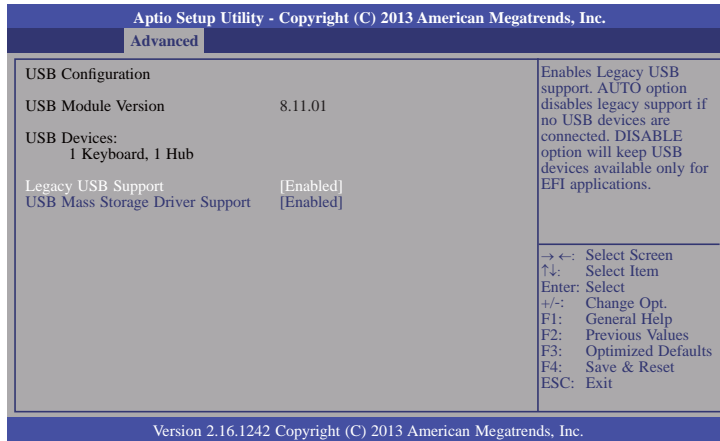 Aptio Setup Utility - Copyright (C) 2013 American Megatrends, Inc.
Advanced
USB Configuration
USB Module Version 8.11.01
USB Devices:
1 Keyboard, 1 Hub
Legacy USB Support [Enabled]
USB Mass Storage Driver Support [Enabled]
Enables Legacy USB
support. AUTO option
disables legacy support if
no USB devices are
connected. DISABLE
option will keep USB
devices available only for
EFI applications.
→ ←: Select Screen
↑↓: Select Item
Enter: Select
+/-: Change Opt.
F1: General Help
F2: Previous Values
F3: Optimized Defaults
F4: Save & Reset
ESC: Exit
Version 2.16.1242 Copyright (C) 2013 American Megatrends, Inc.